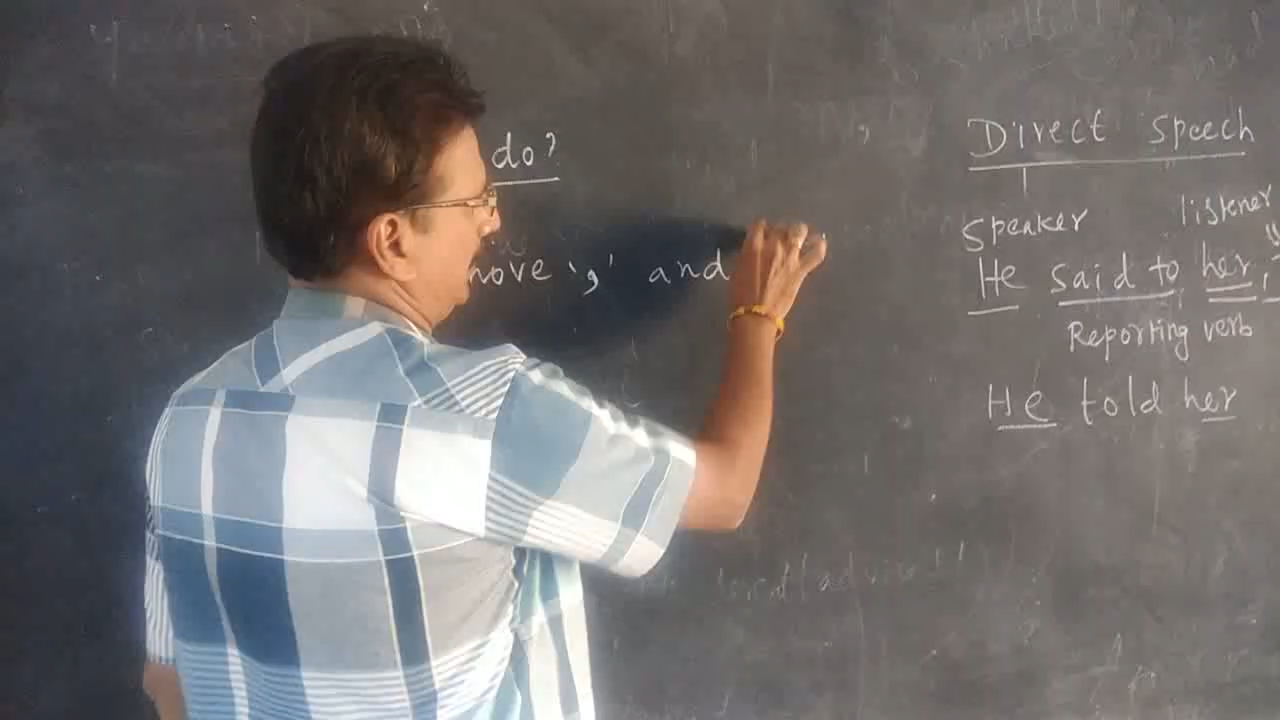 do?
move ‘,’ and
Direct speech
speaker listener
He said to her,
Reporting verb
He told her